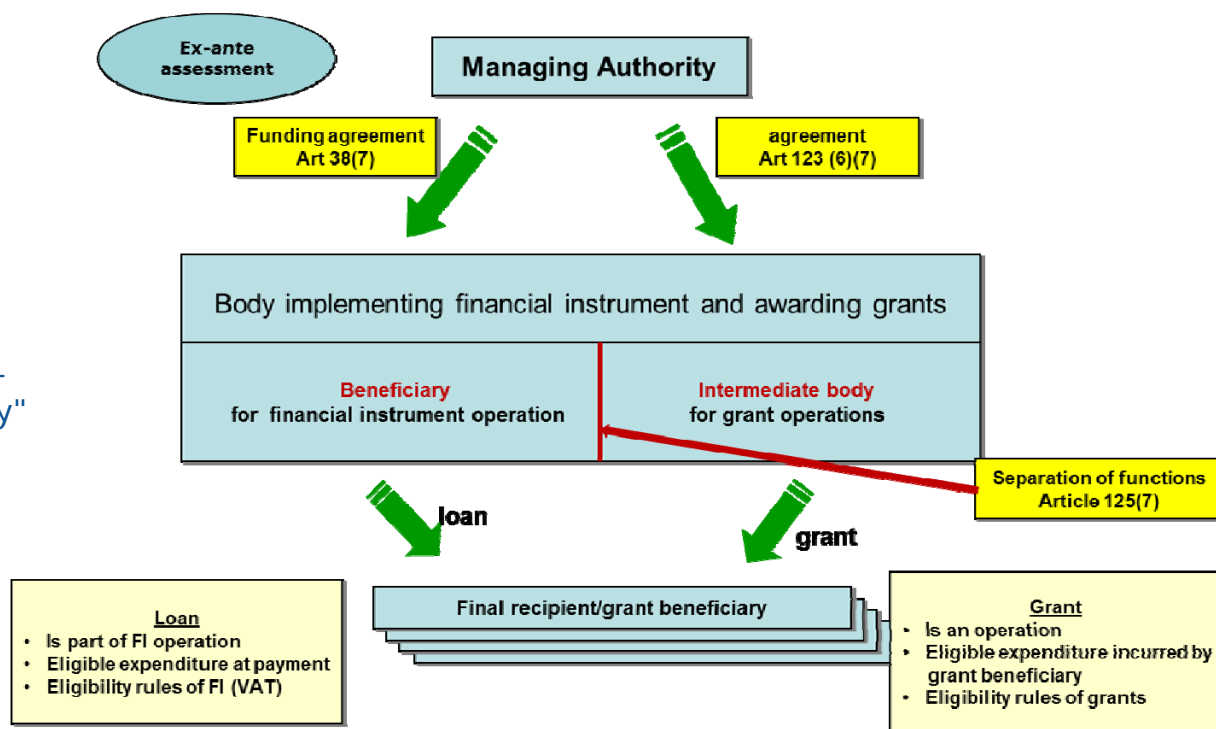 Ex-ante
assessment
Managing Authority
Funding agreement
Art 38(7)
agreement
Art 123 (6)(7)
Body implementing financial instrument and awarding grants
y"
Beneficiary
for financial instrument operation
Intermediate body
for grant operations
Separation of functions
Article 125(7)
loan
grant
Final recipient/grant beneficiary
Loan
• Is part of FI operation
• Eligible expenditure at payment
• Eligibility rules of FI (VAT)
Grant
• Is an operation
• Eligible expenditure incurred by
grant beneficiary
• Eligibility rules of grants